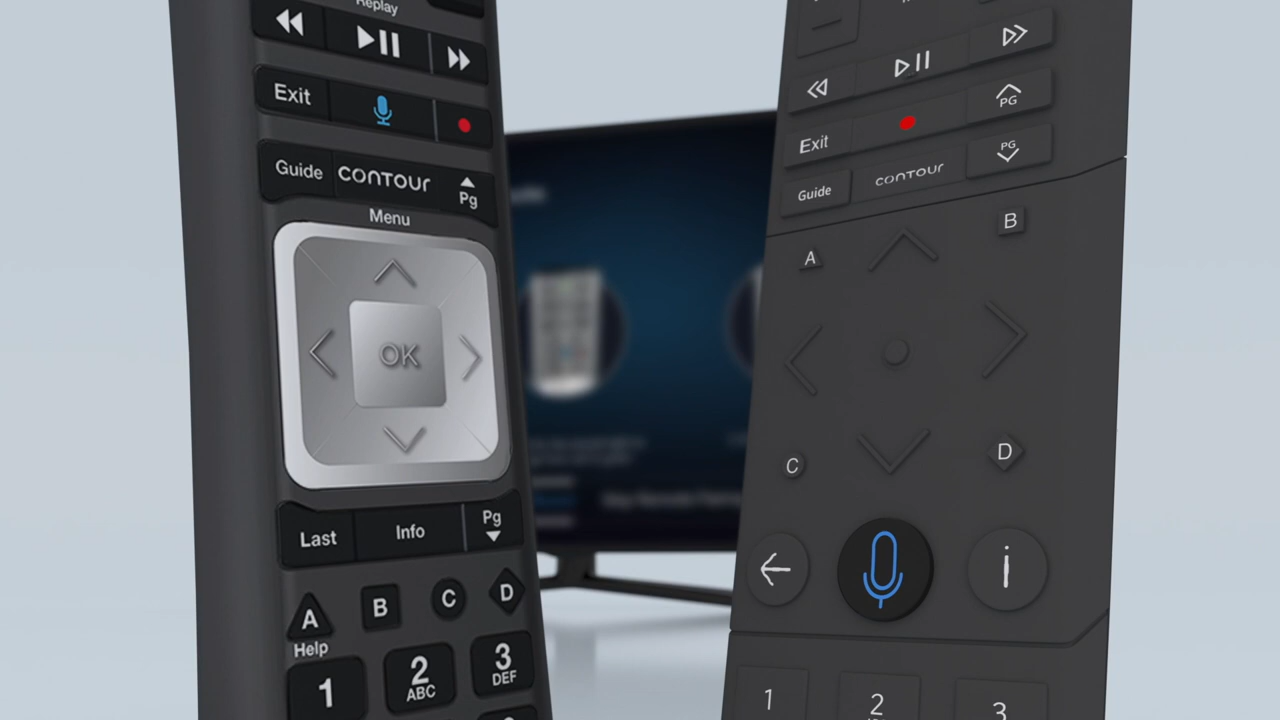 Replay
Exit
Guide
contour
Pg
Menu
OK
Last
Info
Pg
A
B
C
D
Help
1
2
ABC
3
DEF
PG
Exit
PG
Guide
contour
B
A
C
D
i
1
2
3